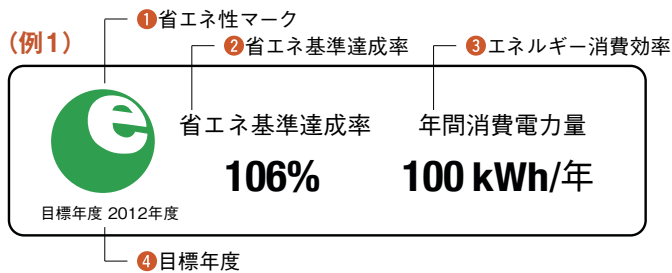 ❶省エネ性マーク
(例1)
❷省エネ基準達成率
❸エネルギー消費効率
e
省エネ基準達成率
年間消費電力量
106%
100 kWh/年
目標年度 2012年度
❹目標年度